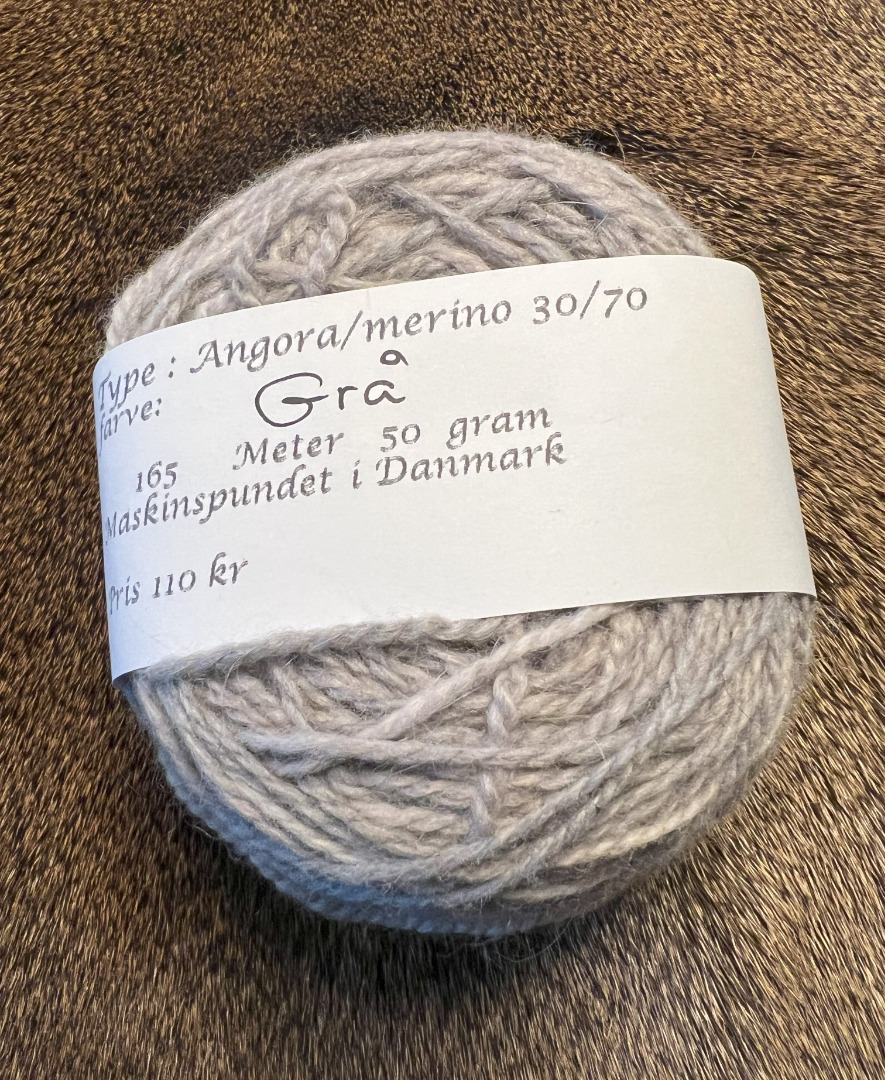 Type : Angora/merino 30/70
farve: Grå
165 Meter 50 gram
Maskinspundet i Danmark
Pris 110 kr